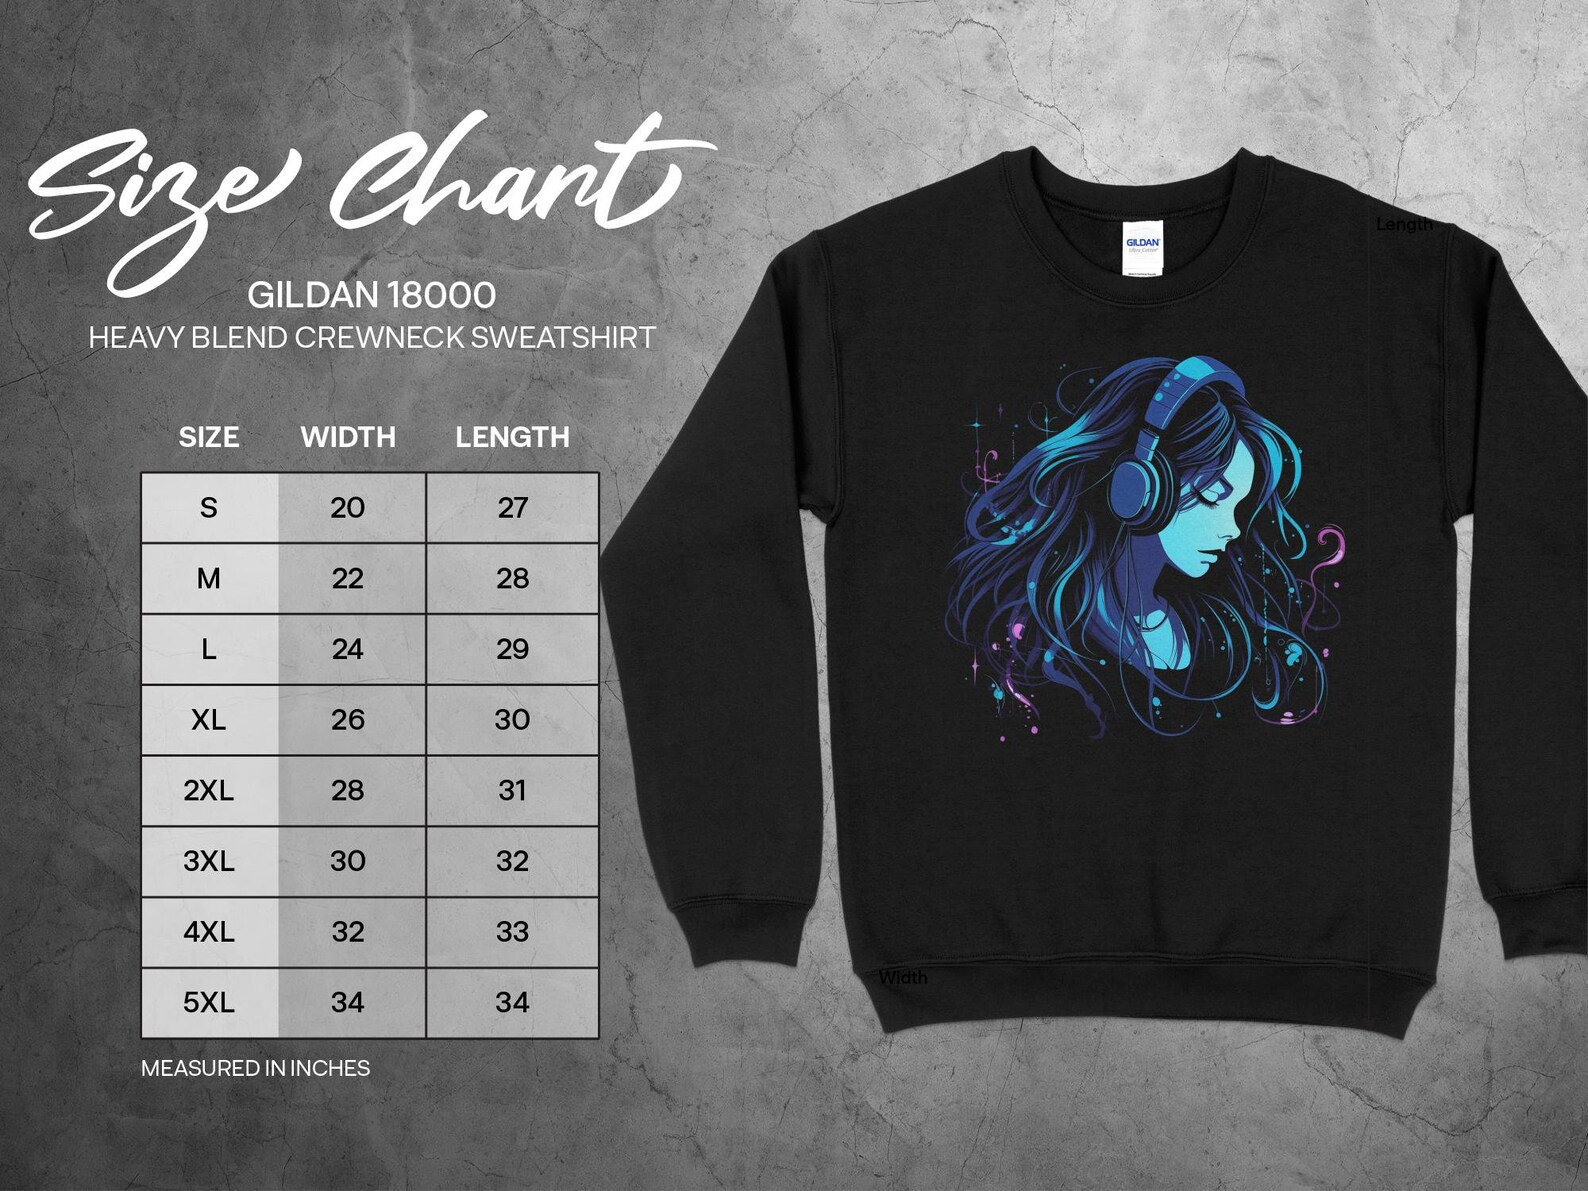 Size Chart
GILDAN 18000
HEAVY BLEND CREWNECK SWEATSHIRT
SIZE WIDTH LENGTH
S 20 27
M 22 28
L 24 29
XL 26 30
2XL 28 31
3XL 30 32
4XL 32 33
5XL 34 34
MEASURED IN INCHES
Length
GILDAN
Width